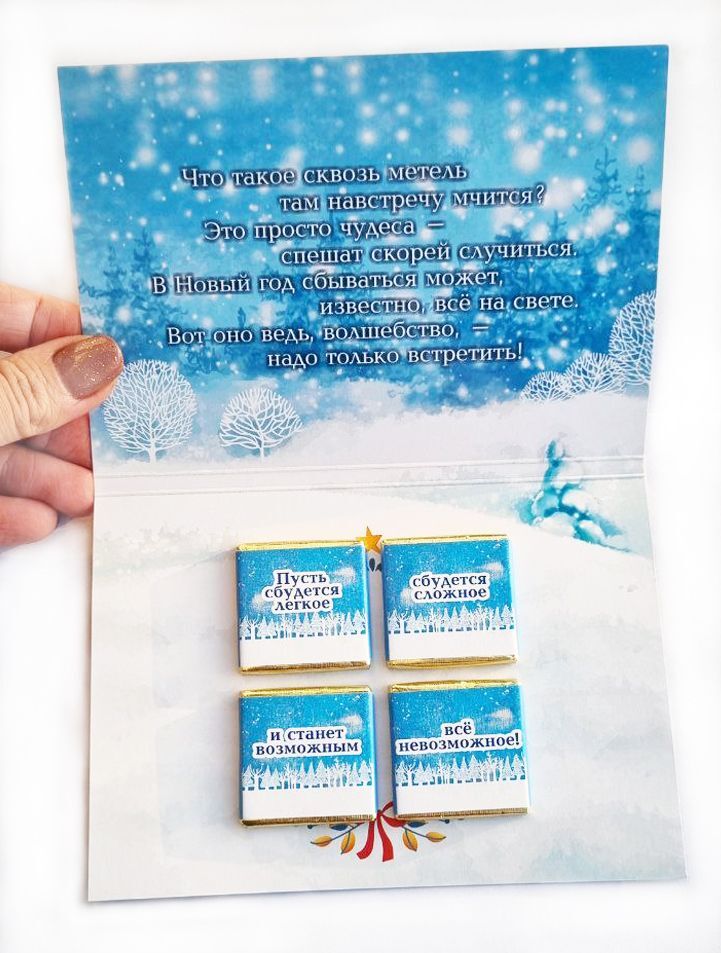 Что такое сквозь метель
там навстречу мчится?
Это просто чудеса –
спешат скорей случиться.
В Новый год сбываться может,
известно, всё на свете.
Вот оно ведь, волшебство, –
надо только встретить!
Пусть
сбудется
легкое
сбудется
сложное
и станет
возможным
всё
невозможное!